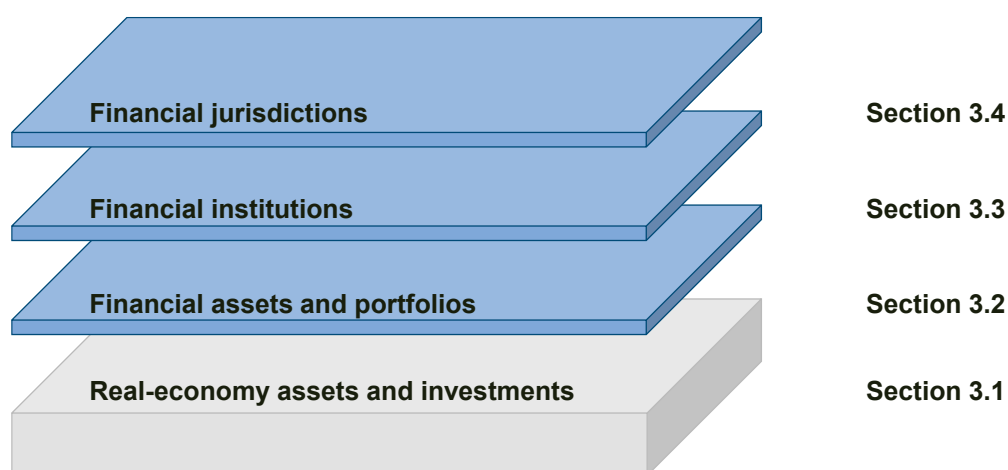 Financial jurisdictions Section 3.4
Financial institutions Section 3.3
Financial assets and portfolios Section 3.2
Real-economy assets and investments Section 3.1